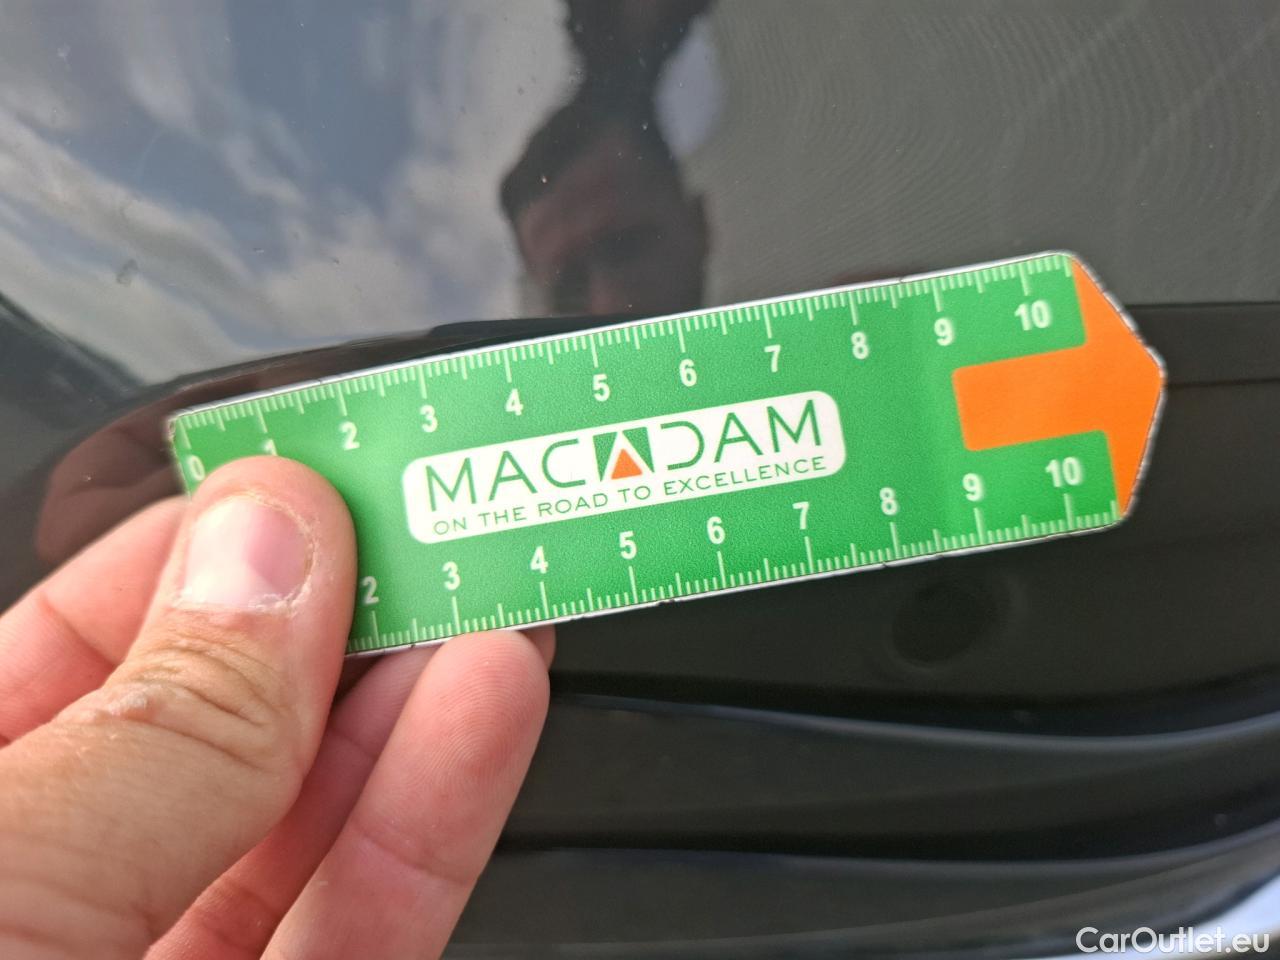 0 1 2 3 4 5 6 7 8 9 10
MACADAM
ON THE ROAD TO EXCELLENCE
2 3 4 5 6 7 8 9 10
CarOutlet.eu